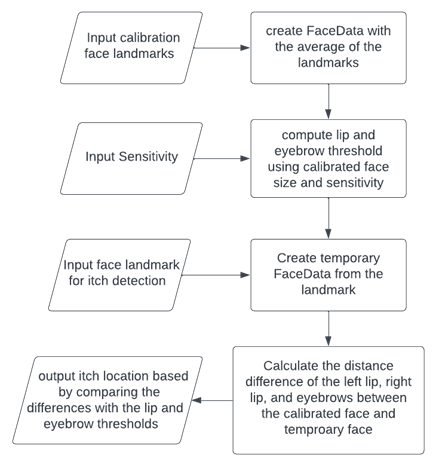 Input calibration
face landmarks
create FaceData with
the average of the
landmarks
Input Sensitivity
compute lip and
eyebrow threshold
using calibrated face
size and sensitivity
Input face landmark
for itch detection
Create temporary
FaceData from the
landmark
Calculate the distance
difference of the left lip, right
lip, and eyebrows between
the calibrated face and
temproary face
output itch location based
by comparing the
differences with the lip and
eyebrow thresholds